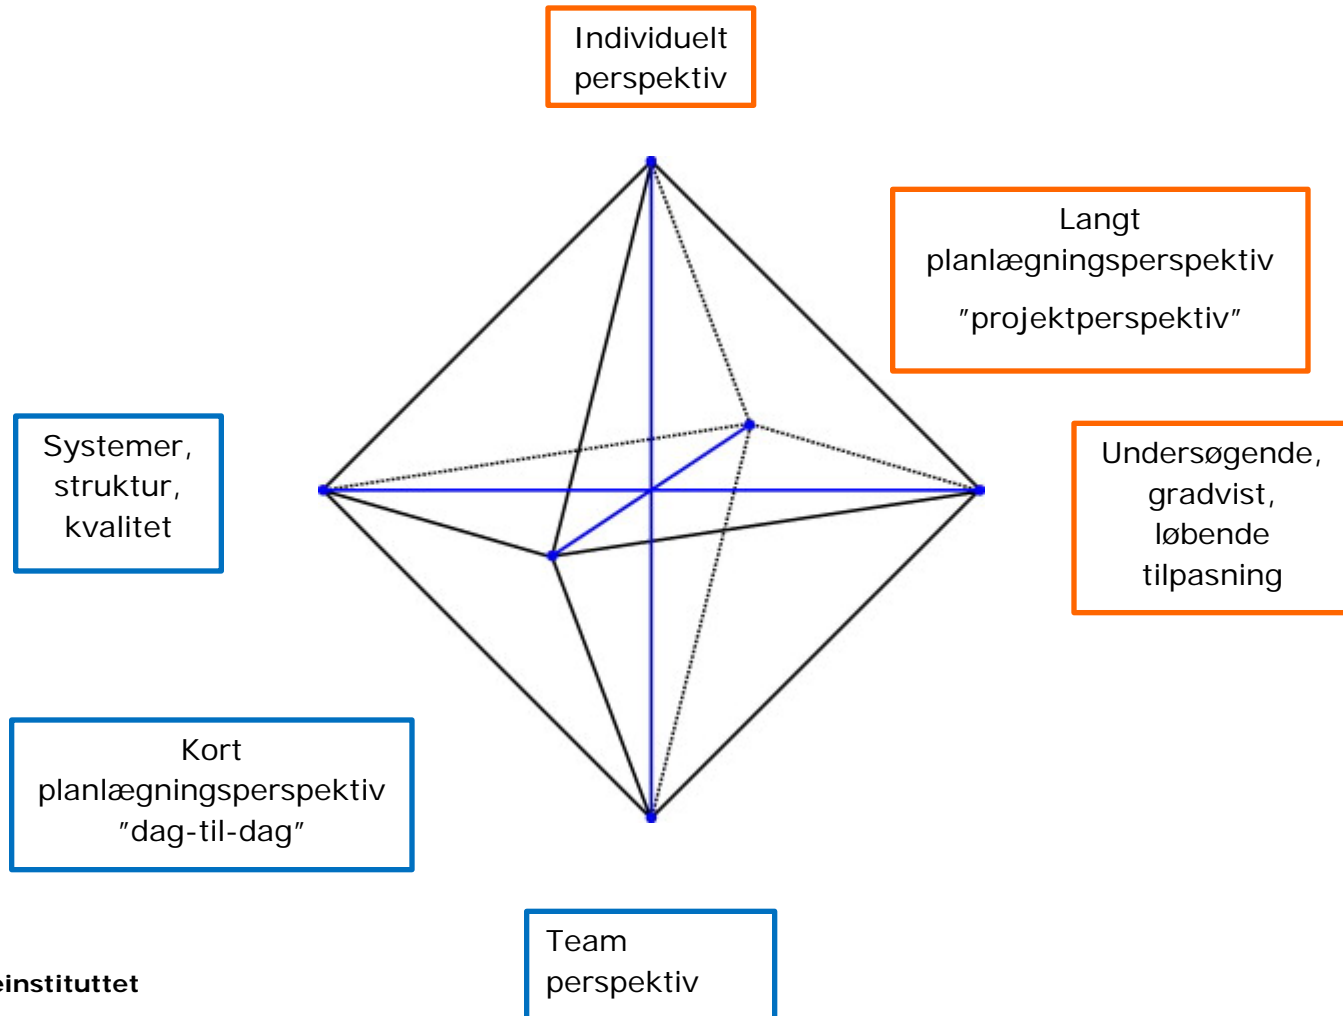 Individuelt
perspektiv
Langt
planlægningsperspektiv
”projektperspektiv”
Systemer,
struktur,
kvalitet
Undersøgende,
gradvist,
løbende
tilpasning
Kort
planlægningsperspektiv
”dag-til-dag”
Team
perspektiv
einstituttet